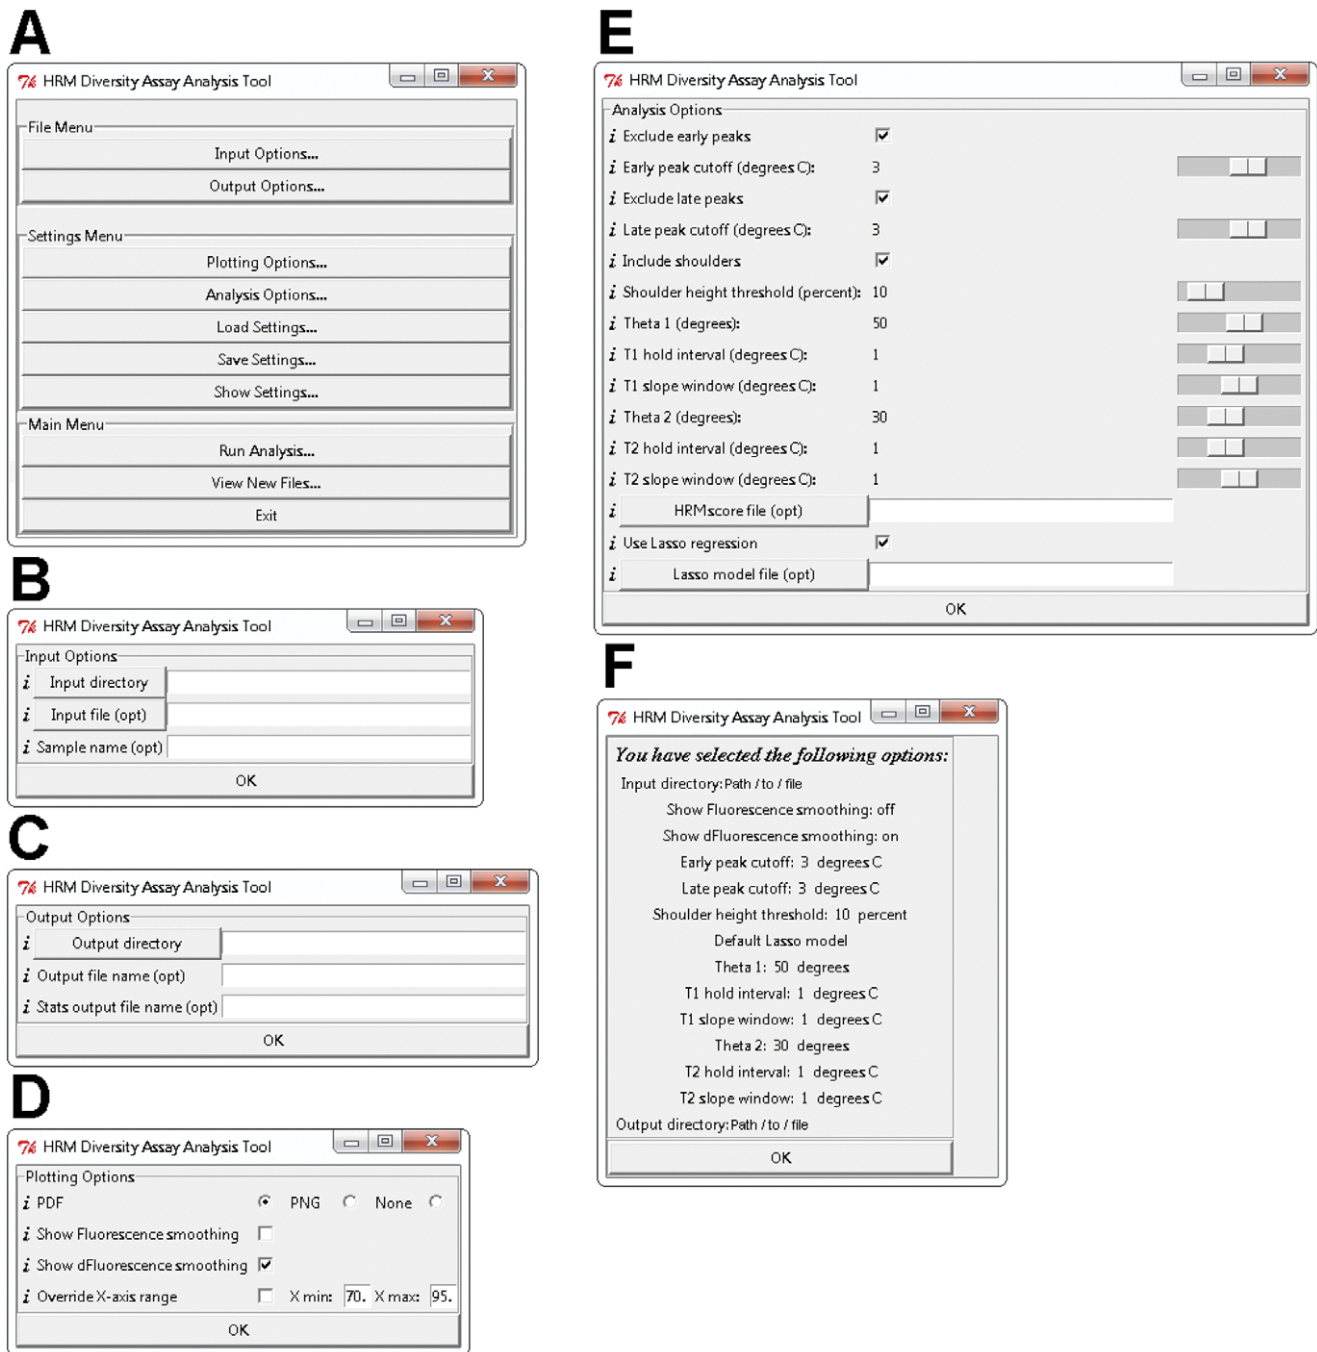 A
7% HRM Diversity Assay Analysis Tool
File Menu
Input Options...
Output Options...
Settings Menu
Plotting Options...
Analysis Options...
Load Settings...
Save Settings...
Show Settings...
Main Menu
Run Analysis...
View New Files...
Exit
B
HRM Diversity Assay Analysis Tool
Input Options
i Input directory
i Input file (opt)
i Sample name (opt)
OK
C
HRM Diversity Assay Analysis Tool
Output Options
i Output directory
i Output file name (opt)
i Stats output file name (opt)
OK
D
HRM Diversity Assay Analysis Tool
Plotting Options
i PDF PNG None
i Show Fluorescence smoothing
i Show dFluorescence smoothing
i Override X-axis range X min: 70. X max: 95.
OK
E
HRM Diversity Assay Analysis Tool
Analysis Options
i Exclude early peaks
i Early peak cutoff (degrees C): 3
i Exclude late peaks
i Late peak cutoff (degrees C): 3
i Include shoulders
i Shoulder height threshold (percent): 10
i Theta 1 (degrees): 50
i T1 hold interval (degrees C): 1
i T1 slope window (degrees C): 1
i Theta 2 (degrees): 30
i T2 hold interval (degrees C): 1
i T2 slope window (degrees C): 1
i HRMscore file (opt)
i Use Lasso regression
i Lasso model file (opt)
OK
F
HRM Diversity Assay Analysis Tool
You have selected the following options:
Input directory: Path / to / file
Show Fluorescence smoothing: off
Show dFluorescence smoothing: on
Early peak cutoff: 3 degrees C
Late peak cutoff: 3 degrees C
Shoulder height threshold: 10 percent
Default Lasso model
Theta 1: 50 degrees
T1 hold interval: 1 degrees C
T1 slope window: 1 degrees C
Theta 2: 30 degrees
T2 hold interval: 1 degrees C
T2 slope window: 1 degrees C
Output directory: Path / to / file
OK